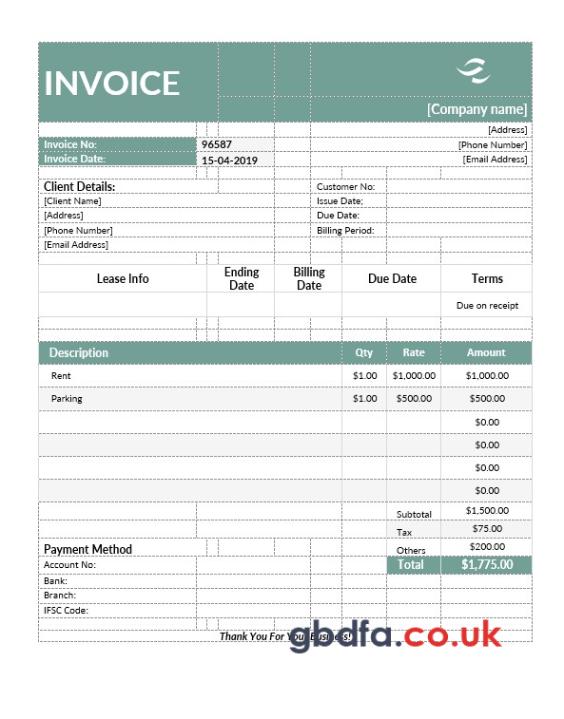 INVOICE
[Company name]
[Address]
Invoice No: 96587 [Phone Number]
Invoice Date: 15-04-2019 [Email Address]
Client Details: Customer No:
[Client Name] Issue Date;
[Address] Due Date:
[Phone Number] Billing Period:
[Email Address]
Lease Info Ending Date Billing Date Due Date Terms
Due on receipt
Description Qty Rate Amount
Rent $1.00 $1,000.00 $1,000.00
Parking $1.00 $500.00 $500.00
$0.00
$0.00
$0.00
$0.00
Subtotal $1,500.00
Tax $75.00
Payment Method Others $200.00
Account No: Total $1,775.00
Bank:
Branch:
IFSC Code:
Thank You For Your Business!
gbdfa.co.uk